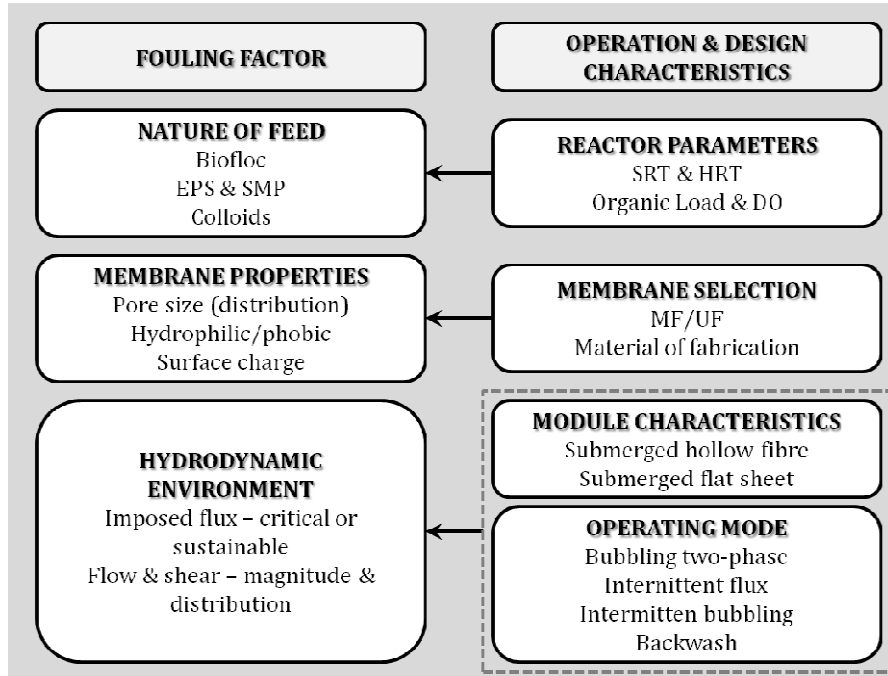 FOULING FACTOR
OPERATION & DESIGN
CHARACTERISTICS
NATURE OF FEED
Biofloc
EPS & SMP
Colloids
REACTOR PARAMETERS
SRT & HRT
Organic Load & DO
MEMBRANE PROPERTIES
Pore size (distribution)
Hydrophilic/phobic
Surface charge
MEMBRANE SELECTION
MF/UF
Material of fabrication
HYDRODYNAMIC
ENVIRONMENT
Imposed flux – critical or
sustainable
Flow & shear – magnitude &
distribution
MODULE CHARACTERISTICS
Submerged hollow fibre
Submerged flat sheet
OPERATING MODE
Bubbling two-phase
Internittent flux
Intermitten bubbling
Backwash